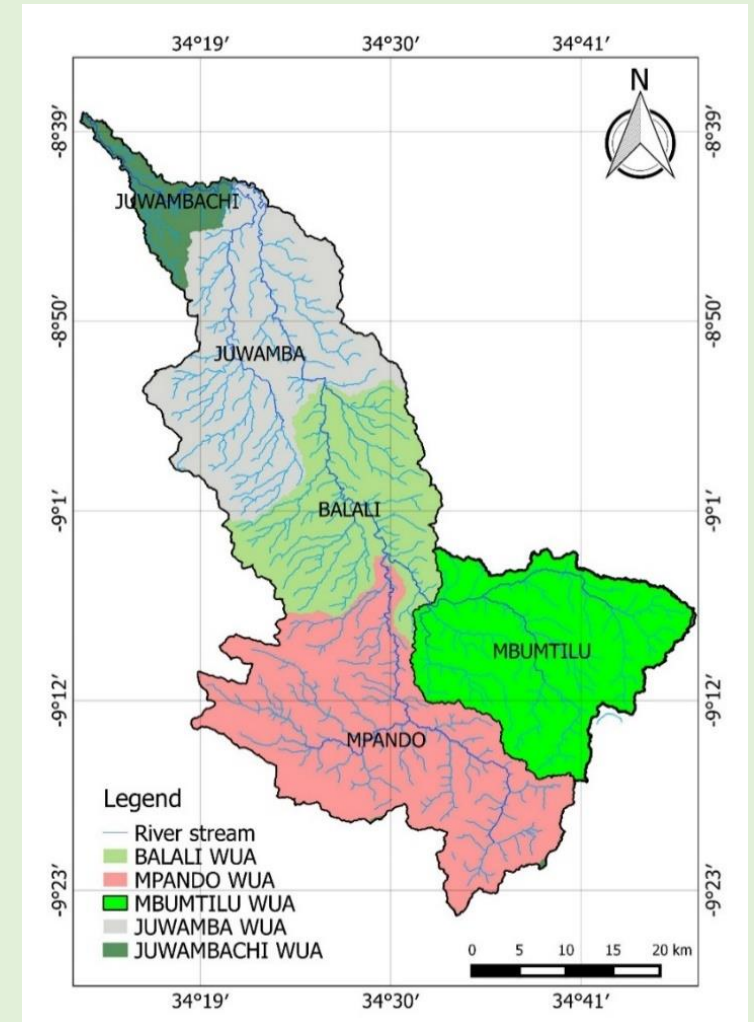 34°19′ 34°30′ 34°41′
N
-8°39′ -8°39′
JUWAMBACHI
-8°50′ -8°50′
JUWAMBA
-9°1′ -9°1′
BALALI
MBUMTILU
-9°12′ -9°12′
MPANDO
Legend
River stream
BALALI WUA
MPANDO WUA
MBUMTILU WUA
JUWAMBA WUA
JUWAMBACHI WUA
-9°23′ -9°23′
0 5 10 15 20 km
34°19′ 34°30′ 34°41′